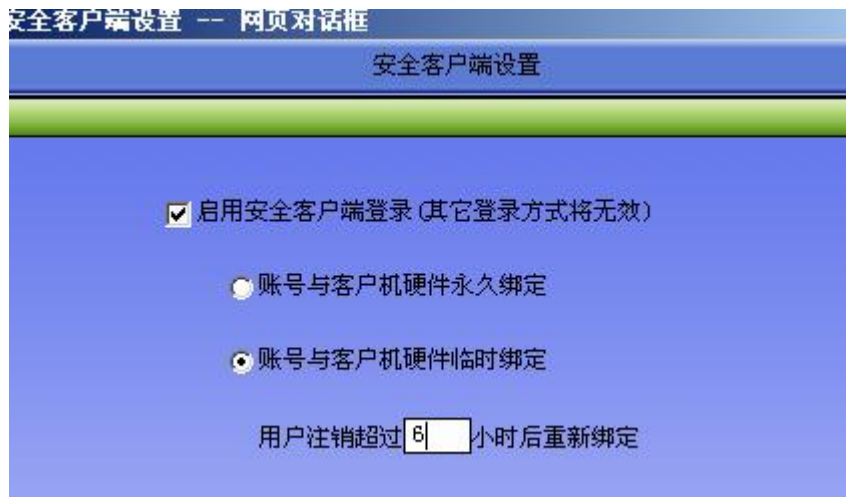 安全客户端设置 -- 网页对话框
安全客户端设置
启用安全客户端登录(其它登录方式将无效)
账号与客户机硬件永久绑定
账号与客户机硬件临时绑定
用户注销超过6小时后重新绑定